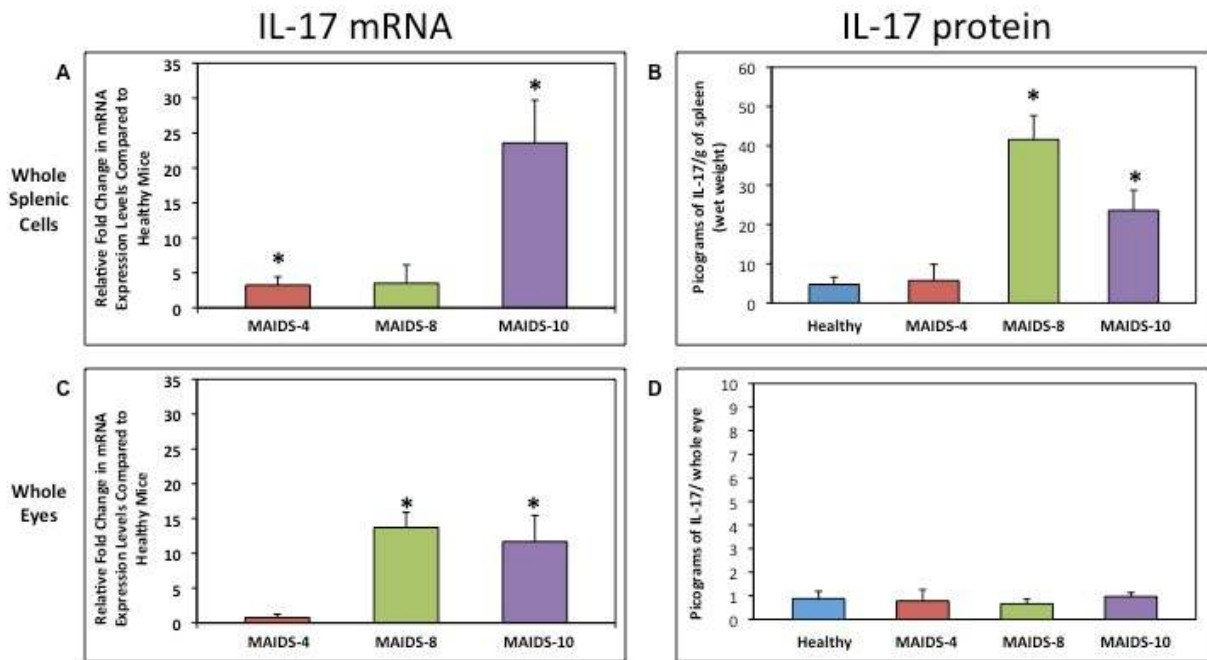 IL-17 mRNA
IL-17 protein
Whole
Splenic
Cells
A
Relative Fold Change in mRNA
Expression Levels Compared to
Healthy Mice
35
30
25
20
15
10
5
0
*
*
MAIDS-4
MAIDS-8
MAIDS-10
B
Picograms of IL-17/g of spleen
(wet weight)
60
50
40
30
20
10
0
*
*
Healthy
MAIDS-4
MAIDS-8
MAIDS-10
Whole
Eyes
C
Relative Fold Change in mRNA
Expression Levels Compared to
Healthy Mice
35
30
25
20
15
10
5
0
*
*
MAIDS-4
MAIDS-8
MAIDS-10
D
Picograms of IL-17/ whole eye
10
9
8
7
6
5
4
3
2
1
0
Healthy
MAIDS-4
MAIDS-8
MAIDS-10